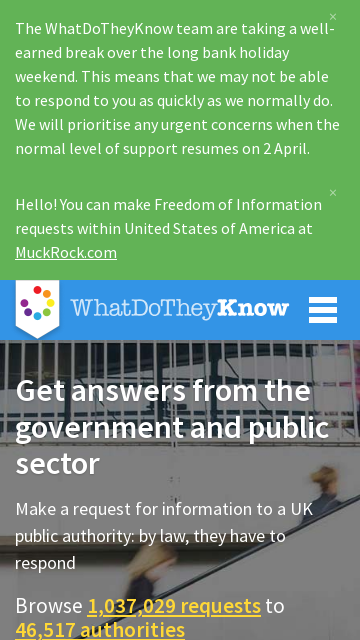 The WhatDoTheyKnow team are taking a well-
earned break over the long bank holiday
weekend. This means that we may not be able
to respond to you as quickly as we normally do.
We will prioritise any urgent concerns when the
normal level of support resumes on 2 April.
×
Hello! You can make Freedom of Information
requests within United States of America at
MuckRock.com
×
WhatDoTheyKnow
Get answers from the
government and public
sector
Make a request for information to a UK
public authority: by law, they have to
respond
Browse 1,037,029 requests to
46,517 authorities